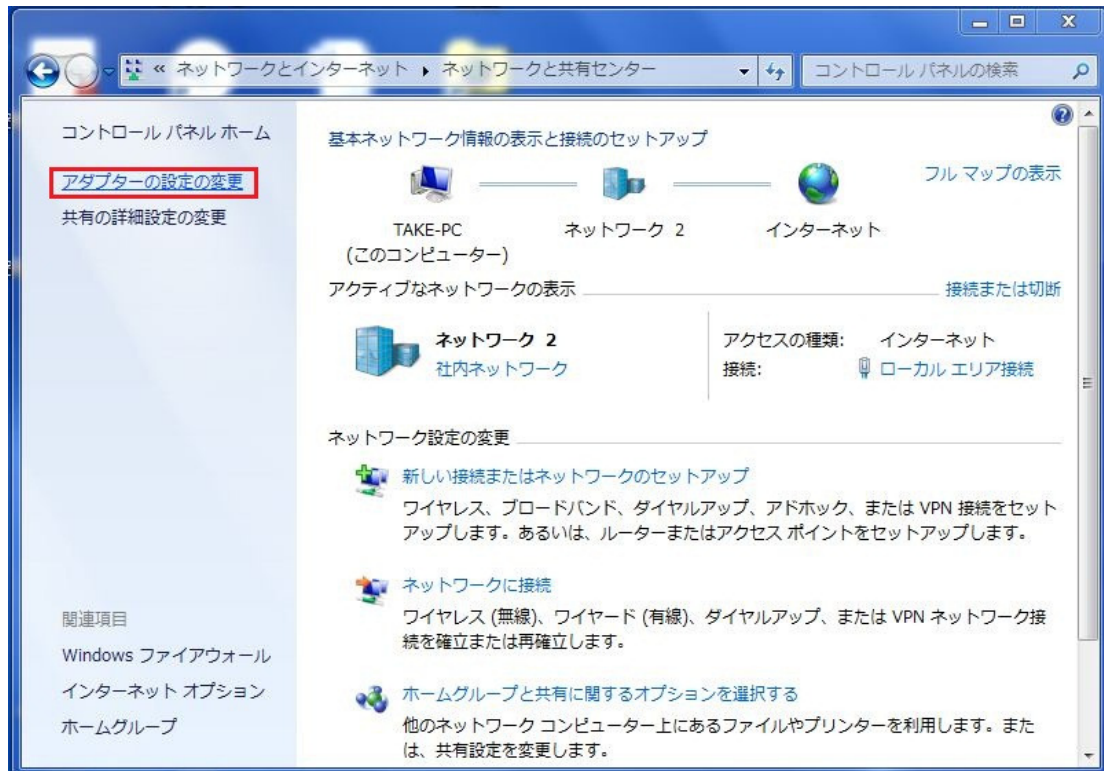 « ネットワークとインターネット ▸ ネットワークと共有センター
コントロール パネルの検索
コントロール パネル ホーム
アダプターの設定の変更
共有の詳細設定の変更
基本ネットワーク情報の表示と接続のセットアップ
フル マップの表示
TAKE-PC
(このコンピューター)
ネットワーク 2
インターネット
アクティブなネットワークの表示
接続または切断
ネットワーク 2
社内ネットワーク
アクセスの種類: インターネット
接続: ローカル エリア接続
ネットワーク設定の変更
新しい接続またはネットワークのセットアップ
ワイヤレス、ブロードバンド、ダイヤルアップ、アドホック、または VPN 接続をセット
アップします。あるいは、ルーターまたはアクセス ポイントをセットアップします。
ネットワークに接続
ワイヤレス (無線)、ワイヤード (有線)、ダイヤルアップ、または VPN ネットワーク接
続を確立または再確立します。
ホームグループと共有に関するオプションを選択する
他のネットワーク コンピューター上にあるファイルやプリンターを利用します。また
は、共有設定を変更します。
関連項目
Windows ファイアウォール
インターネット オプション
ホームグループ